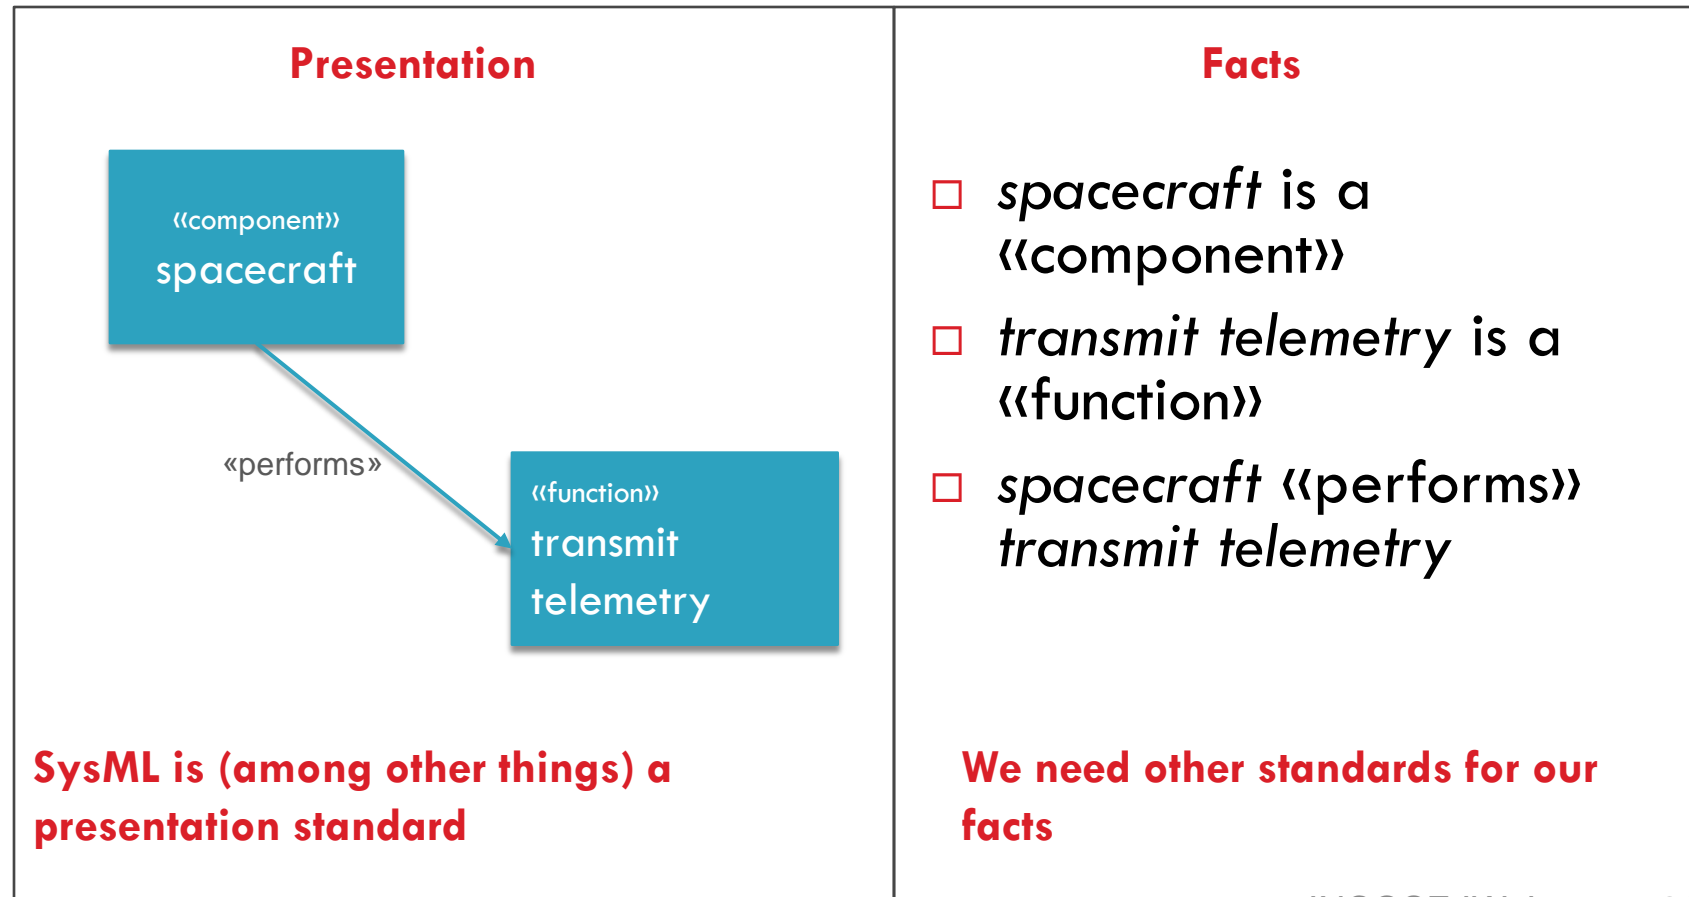 Presentation
«component»
spacecraft
«performs»
«function»
transmit
telemetry
SysML is (among other things) a
presentation standard
Facts
spacecraft is a
«component»
transmit telemetry is a
«function»
spacecraft «performs»
transmit telemetry
We need other standards for our
facts